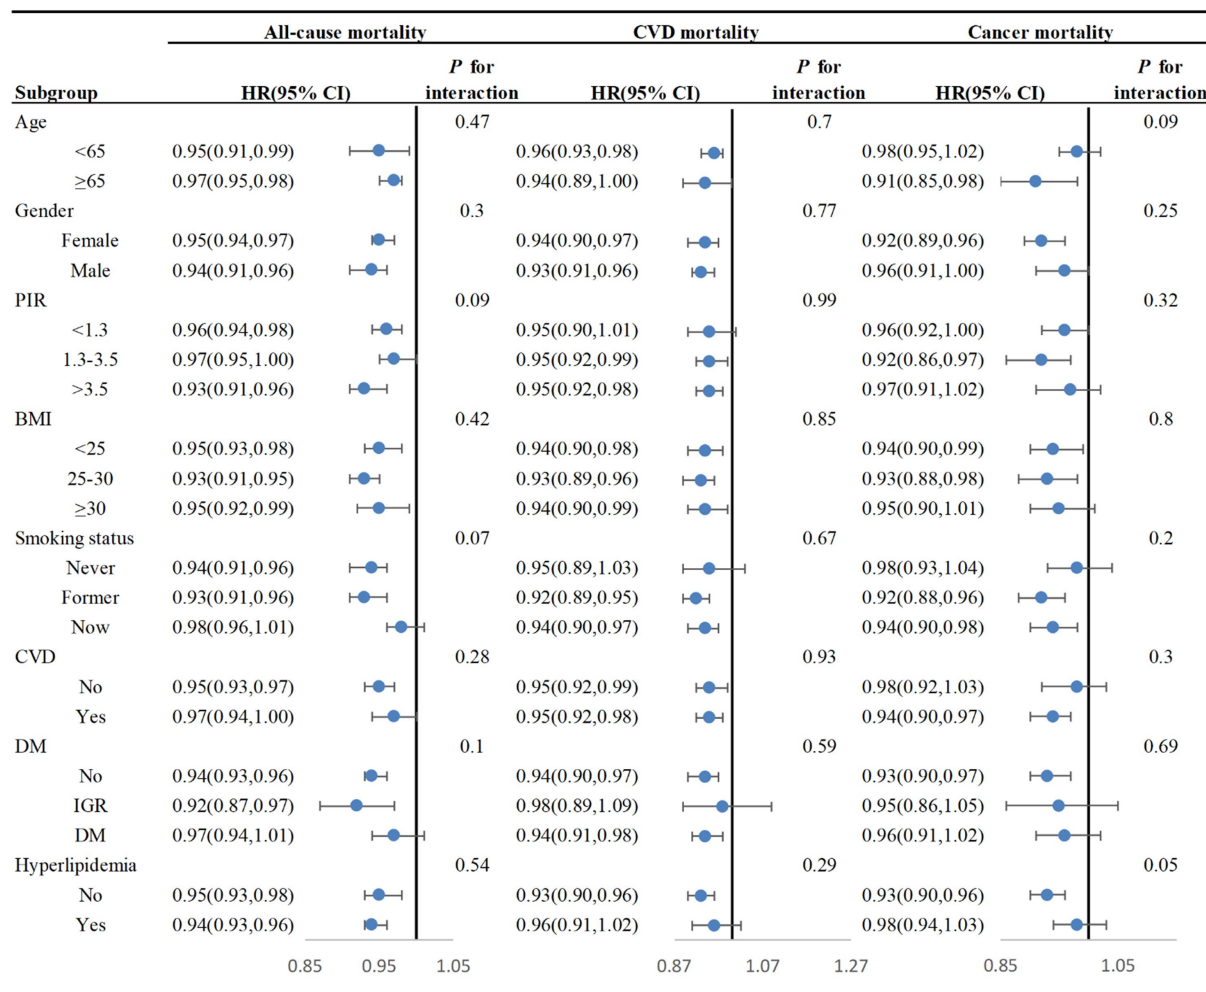 All-cause mortality CVD mortality Cancer mortality
P for P for P for
Subgroup HR(95% CI) interaction HR(95% CI) interaction HR(95% CI) interaction
Age 0.47 0.7 0.09
<65 0.95(0.91,0.99) 0.96(0.93,0.98) 0.98(0.95,1.02)
≥65 0.97(0.95,0.98) 0.94(0.89,1.00) 0.91(0.85,0.98)
Gender 0.3 0.77 0.25
Female 0.95(0.94,0.97) 0.94(0.90,0.97) 0.92(0.89,0.96)
Male 0.94(0.91,0.96) 0.93(0.91,0.96) 0.96(0.91,1.00)
PIR 0.09 0.99 0.32
<1.3 0.96(0.94,0.98) 0.95(0.90,1.01) 0.96(0.92,1.00)
1.3-3.5 0.97(0.95,1.00) 0.95(0.92,0.99) 0.92(0.86,0.97)
>3.5 0.93(0.91,0.96) 0.95(0.92,0.98) 0.97(0.91,1.02)
BMI 0.42 0.85 0.8
<25 0.95(0.93,0.98) 0.94(0.90,0.98) 0.94(0.90,0.99)
25-30 0.93(0.91,0.95) 0.93(0.89,0.96) 0.93(0.88,0.98)
≥30 0.95(0.92,0.99) 0.94(0.90,0.99) 0.95(0.90,1.01)
Smoking status 0.07 0.67 0.2
Never 0.94(0.91,0.96) 0.95(0.89,1.03) 0.98(0.93,1.04)
Former 0.93(0.91,0.96) 0.92(0.89,0.95) 0.92(0.88,0.96)
Now 0.98(0.96,1.01) 0.94(0.90,0.97) 0.94(0.90,0.98)
CVD 0.28 0.93 0.3
No 0.95(0.93,0.97) 0.95(0.92,0.99) 0.98(0.92,1.03)
Yes 0.97(0.94,1.00) 0.95(0.92,0.98) 0.94(0.90,0.97)
DM 0.1 0.59 0.69
No 0.94(0.93,0.96) 0.94(0.90,0.97) 0.93(0.90,0.97)
IGR 0.92(0.87,0.97) 0.98(0.89,1.09) 0.95(0.86,1.05)
DM 0.97(0.94,1.01) 0.94(0.91,0.98) 0.96(0.91,1.02)
Hyperlipidemia 0.54 0.29 0.05
No 0.95(0.93,0.98) 0.93(0.90,0.96) 0.93(0.90,0.96)
Yes 0.94(0.93,0.96) 0.96(0.91,1.02) 0.98(0.94,1.03)
0.85 0.95 1.05 0.87 1.07 1.27 0.85 1.05